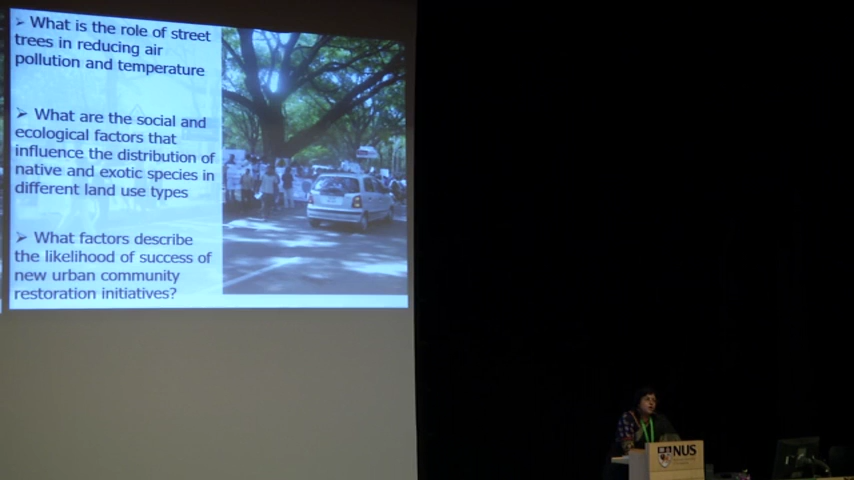 ➢ What is the role of street
trees in reducing air
pollution and temperature
➢ What are the social and
ecological factors that
influence the distribution of
native and exotic species in
different land use types
➢ What factors describe
the likelihood of success of
new urban community
restoration initiatives?
NUS